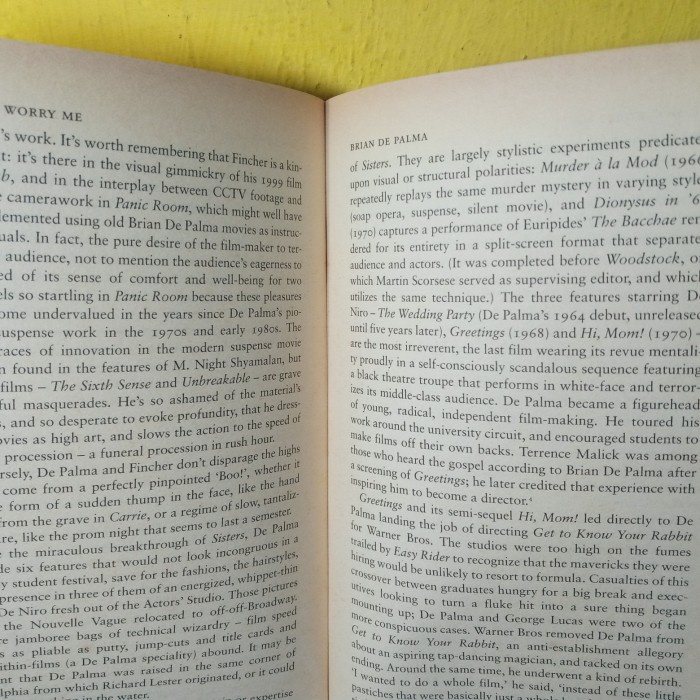 WORRY ME
's work. It's worth remembering that Fincher is a kin-
t: it's there in the visual gimmickry of his 1999 film
b, and in the interplay between CCTV footage and
camerawork in Panic Room, which might well have
lemented using old Brian De Palma movies as instruc-
uals. In fact, the pure desire of the film-maker to ter-
audience, not to mention the audience's eagerness to
ed of its sense of comfort and well-being for two
els so startling in Panic Room because these pleasures
ome undervalued in the years since De Palma's pio-
suspense work in the 1970s and early 1980s. The
races of innovation in the modern suspense movie
n found in the features of M. Night Shyamalan, but
films – The Sixth Sense and Unbreakable – are grave
ful masquerades. He's so ashamed of the material's
, and so desperate to evoke profundity, that he dress-
ovies as high art, and slows the action to the speed of
procession – a funeral procession in rush hour.
ersely, De Palma and Fincher don't disparage the highs
come from a perfectly pinpointed 'Boo!', whether it
e form of a sudden thump in the face, like the hand
from the grave in Carrie, or a regime of slow, tantaliz-
re, like the prom night that seems to last a semester.
e the miraculous breakthrough of Sisters, De Palma
de six features that would not look incongruous in a
y student festival, save for the fashions, the hairstyles,
presence in three of them of an energized, whippet-thin
De Niro fresh out of the Actors' Studio. Those pictures
the Nouvelle Vague relocated to off-off-Broadway.
re jamboree bags of technical wizardry – film speed
s as pliable as putty, jump-cuts and title cards and
ithin-films (a De Palma speciality) abound. It may be
nt that De Palma was raised in the same corner of
lphia from which Richard Lester originated, or it could
in the water.
or expertise
BRIAN DE PALMA
of Sisters. They are largely stylistic experiments predicate
upon visual or structural polarities: Murder à la Mod (1966
repeatedly replays the same murder mystery in varying style
(soap opera, suspense, silent movie), and Dionysus in '6
(1970) captures a performance of Euripides' The Bacchae ren
dered for its entirety in a split-screen format that separate
audience and actors. (It was completed before Woodstock, o
which Martin Scorsese served as supervising editor, and which
utilizes the same technique.) The three features starring D
Niro – The Wedding Party (De Palma's 1964 debut, unreleased
until five years later), Greetings (1968) and Hi, Mom! (1970) –
are the most irreverent, the last film wearing its revue mentali-
ty proudly in a self-consciously scandalous sequence featuring
a black theatre troupe that performs in white-face and terror-
izes its middle-class audience. De Palma became a figurehead
of young, radical, independent film-making. He toured his
work around the university circuit, and encouraged students to
make films off their own backs. Terrence Malick was among
those who heard the gospel according to Brian De Palma after
a screening of Greetings; he later credited that experience with
inspiring him to become a director.4
Greetings and its semi-sequel Hi, Mom! led directly to De
Palma landing the job of directing Get to Know Your Rabbit
for Warner Bros. The studios were too high on the fumes
trailed by Easy Rider to recognize that the mavericks they were
hiring would be unlikely to resort to formula. Casualties of this
crossover between graduates hungry for a big break and exec-
utives looking to turn a fluke hit into a sure thing began
mounting up; De Palma and George Lucas were two of the
more conspicuous cases. Warner Bros removed De Palma from
Get to Know Your Rabbit, an anti-establishment allegory
about an aspiring tap-dancing magician, and tacked on its own
ending. Around the same time, he underwent a kind of rebirth.
'I wanted to do a whole film,' he said, 'instead of these little
pastiches that were basically just a whole